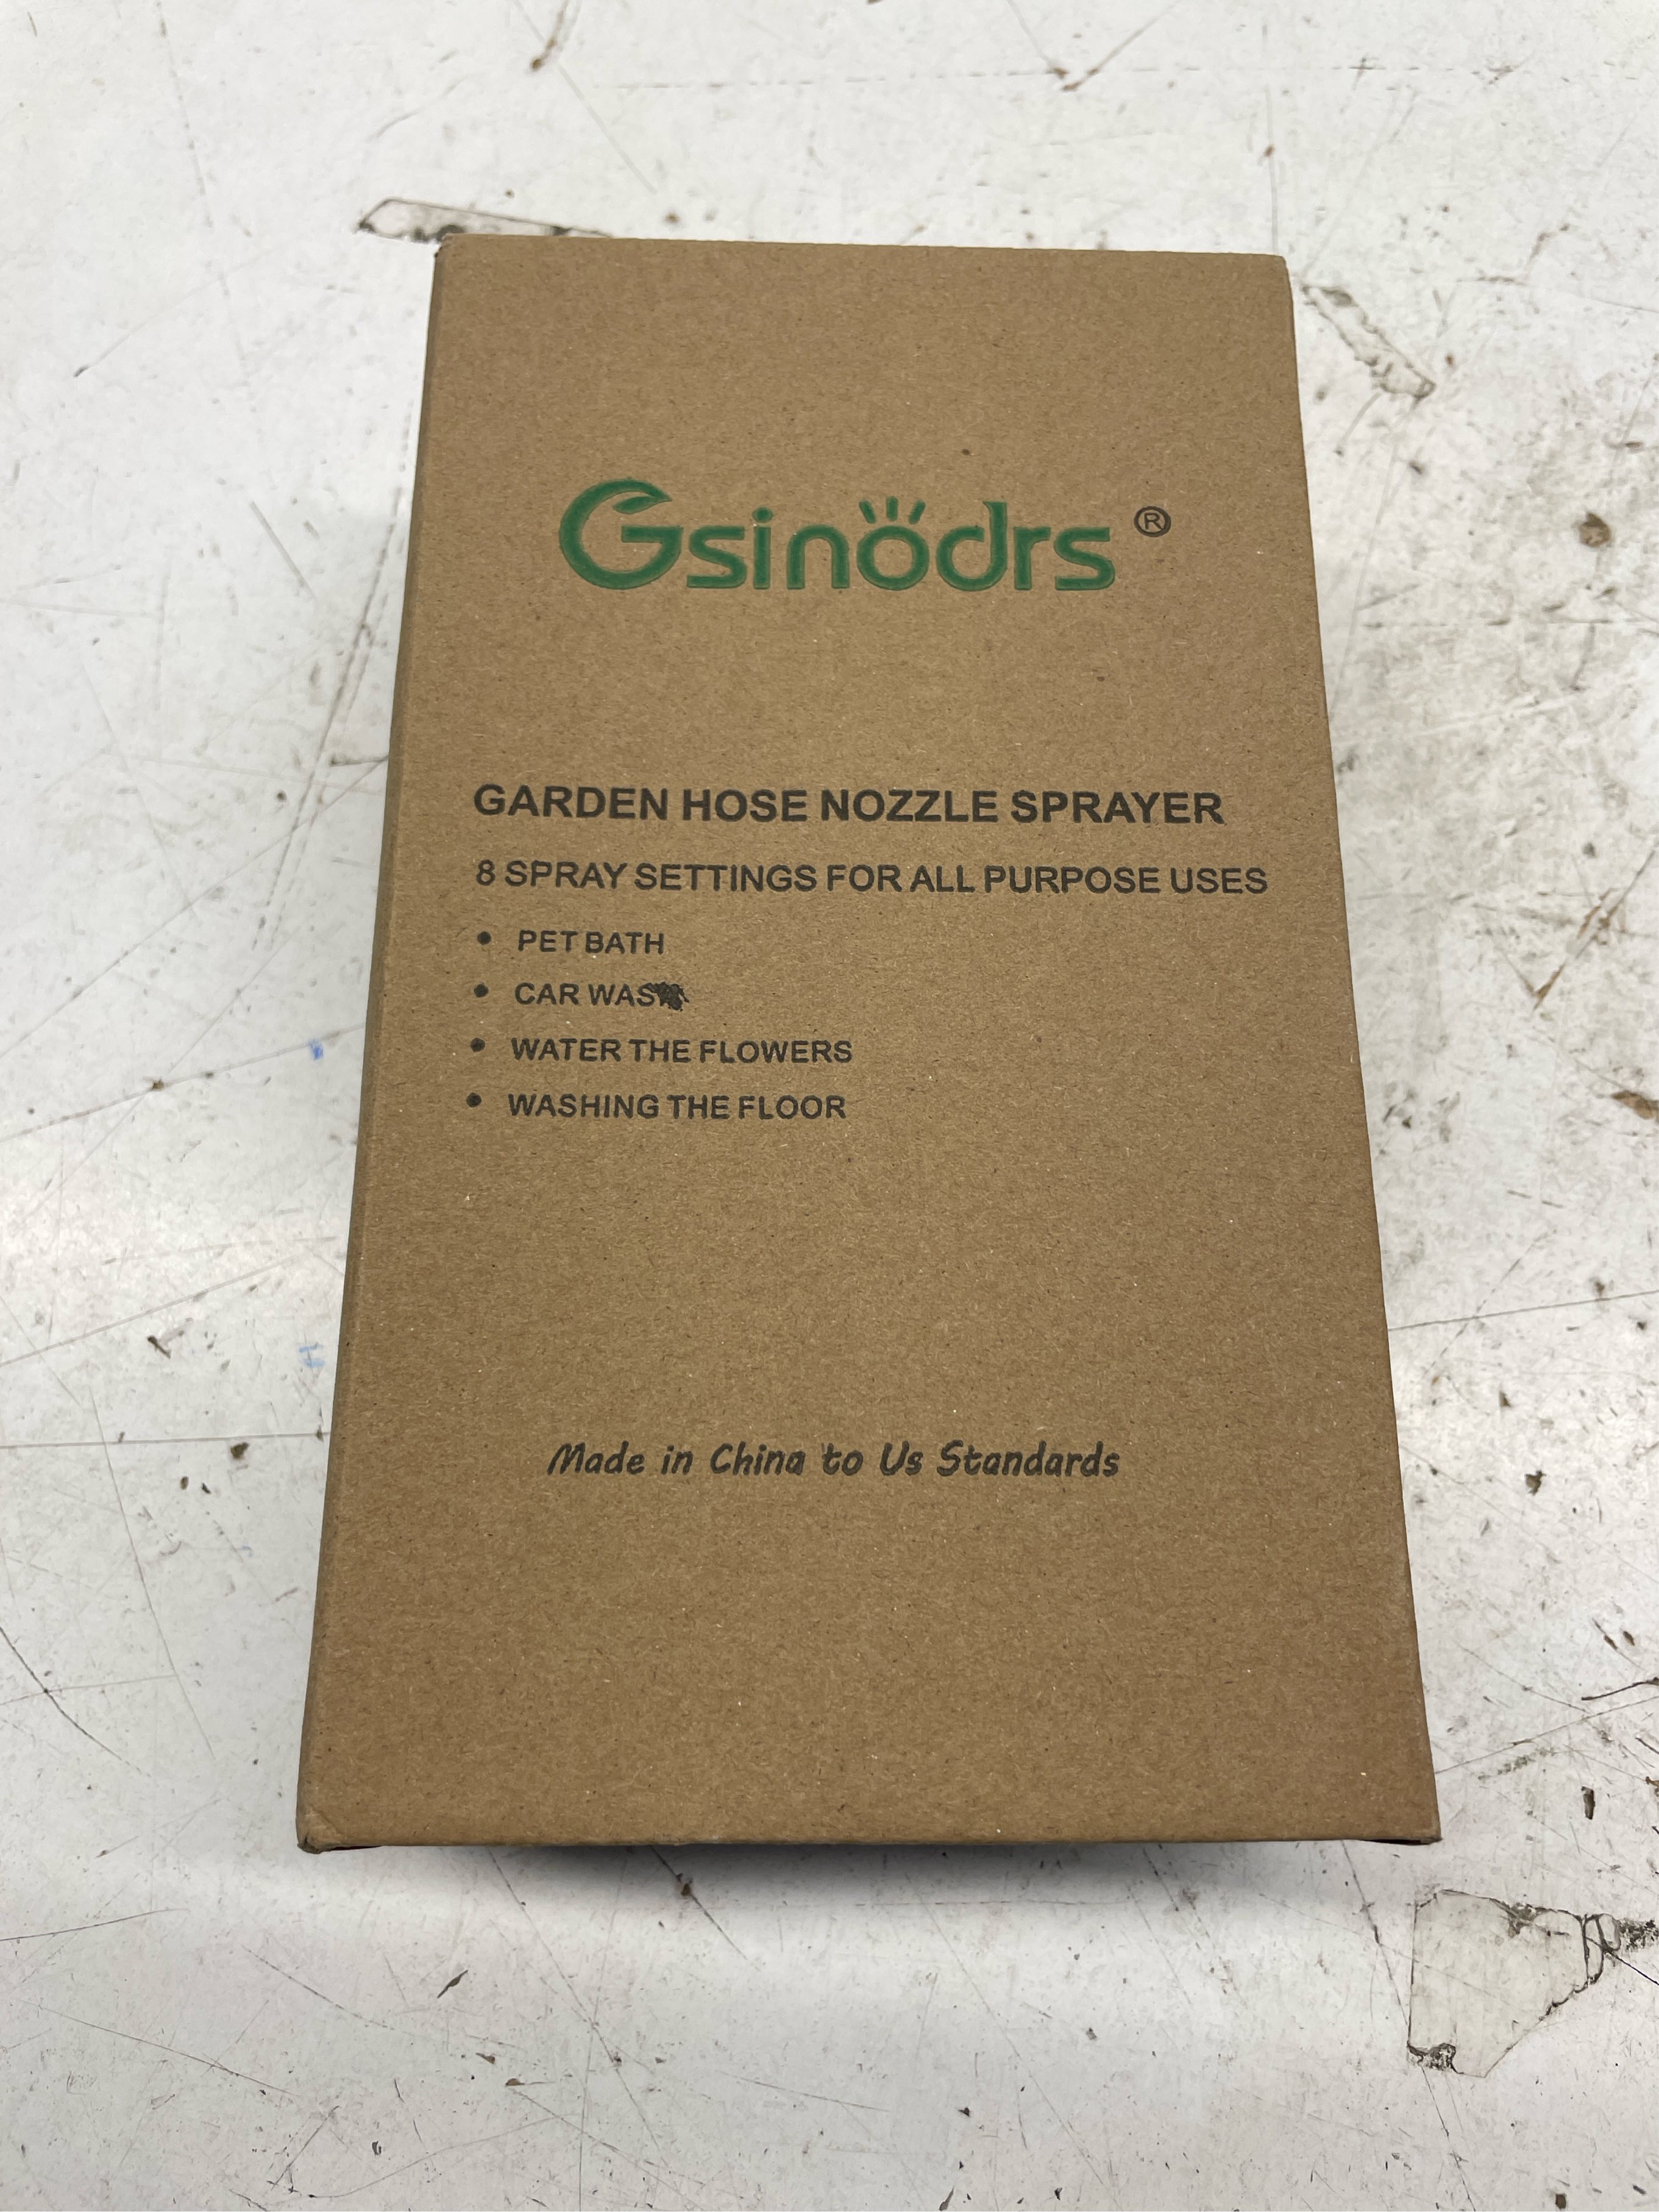 Gsinödrs®
GARDEN HOSE NOZZLE SPRAYER
8 SPRAY SETTINGS FOR ALL PURPOSE USES
• PET BATH
• CAR WASH
• WATER THE FLOWERS
• WASHING THE FLOOR
Made in China to Us Standards